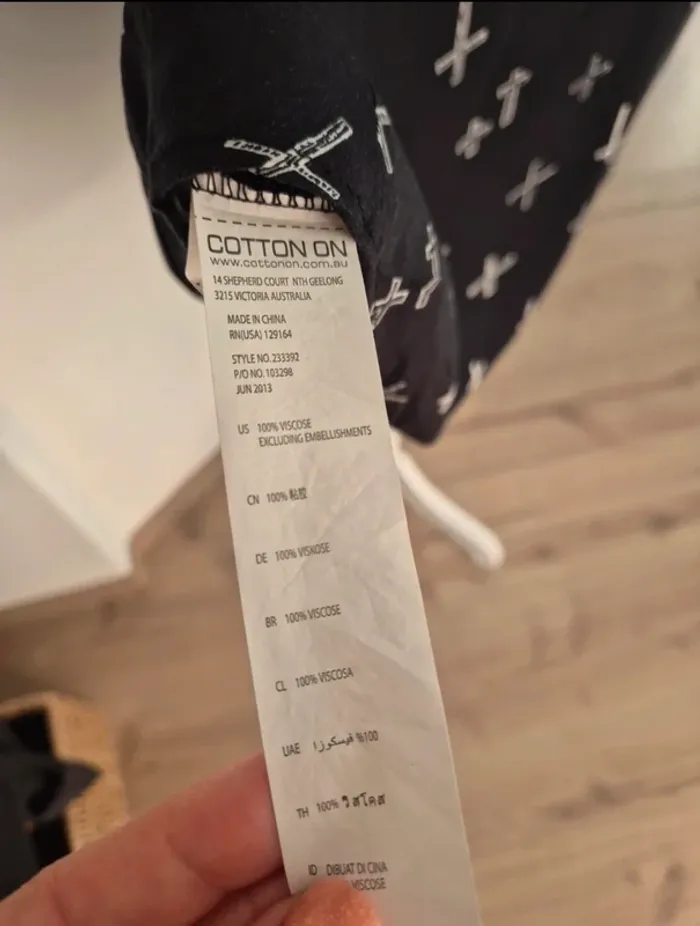 COTTON ON
www.cottonon.com.au
14 SHEPHERD COURT NTH GEELONG
3215 VICTORIA AUSTRALIA
MADE IN CHINA
RN(USA) 129164
STYLE NO.233392
P/O NO.103298
JUN 2013
US 100% VISCOSE
EXCLUDING EMBELLISHMENTS
CN 100% 粘胶
DE 100% VISKOSE
BR 100% VISCOSE
CL 100% VISCOSA
UAE فيسكوزا %100
TH 100% วิสโคส
ID DIBUAT DI CINA
VISCOSE